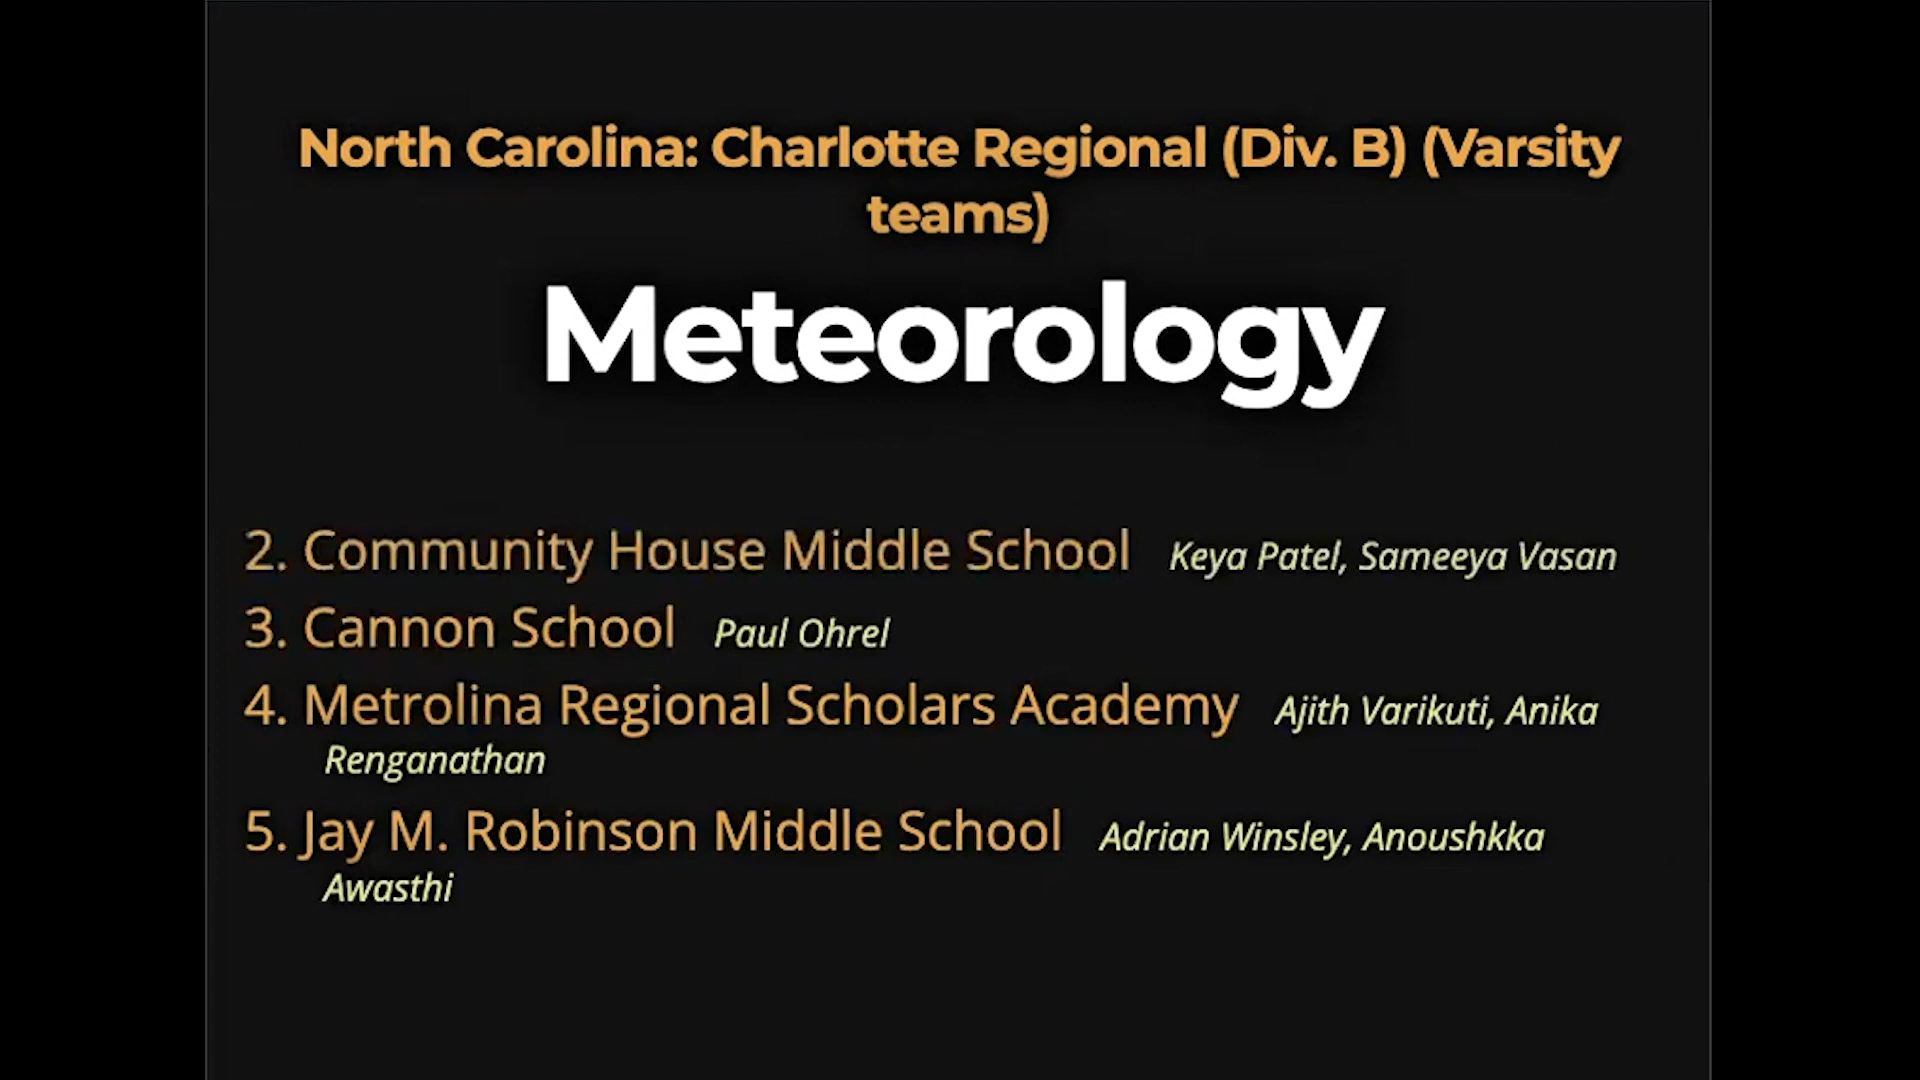 North Carolina: Charlotte Regional (Div. B) (Varsity
teams)
Meteorology
2. Community House Middle School Keya Patel, Sameeya Vasan
3. Cannon School Paul Ohrel
4. Metrolina Regional Scholars Academy Ajith Varikuti, Anika
Renganathan
5. Jay M. Robinson Middle School Adrian Winsley, Anoushkka
Awasthi